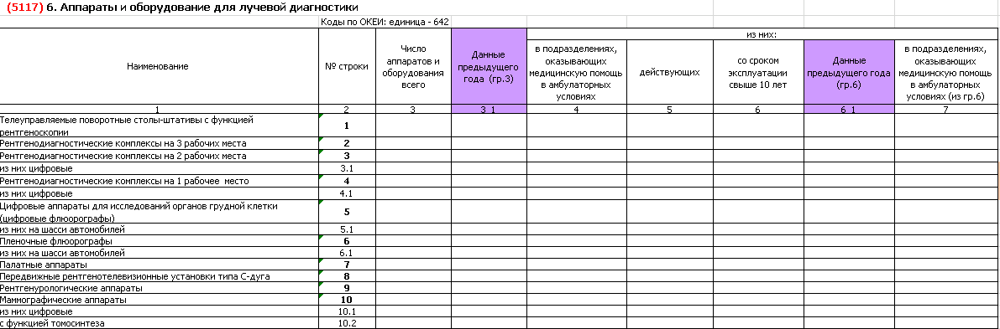 (5117) 6. Аппараты и оборудование для лучевой диагностики
Коды по ОКЕИ: единица - 642
Наименование
№ строки
Число
аппаратов и
оборудования
всего
Данные
предыдущего
года (гр.3)
из них:
в подразделениях,
оказывающих
медицинскую помощь
в амбулаторных
условиях
действующих
со сроком
эксплуатации
свыше 10 лет
Данные
предыдущего года
(гр.6)
в подразделениях,
оказывающих
медицинскую помощь
в амбулаторных
условиях (из гр.6)
1 2 3 3_1 4 5 6 6_1 7
Телеуправляемые поворотные столы-штативы с функцией
рентгеноскопии 1
Рентгенодиагностические комплексы на 3 рабочих места 2
Рентгенодиагностические комплексы на 2 рабочих места 3
из них цифровые 3.1
Рентгенодиагностические комплексы на 1 рабочее место 4
из них цифровые 4.1
Цифровые аппараты для исследований органов грудной клетки
(цифровые флюорографы) 5
из них на шасси автомобилей 5.1
Пленочные флюорографы 6
из них на шасси автомобилей 6.1
Палатные аппараты 7
Передвижные рентгенотелевизионные установки типа С-дуга 8
Рентгенурологические аппараты 9
Маммографические аппараты 10
из них цифровые 10.1
с функцией томосинтеза 10.2